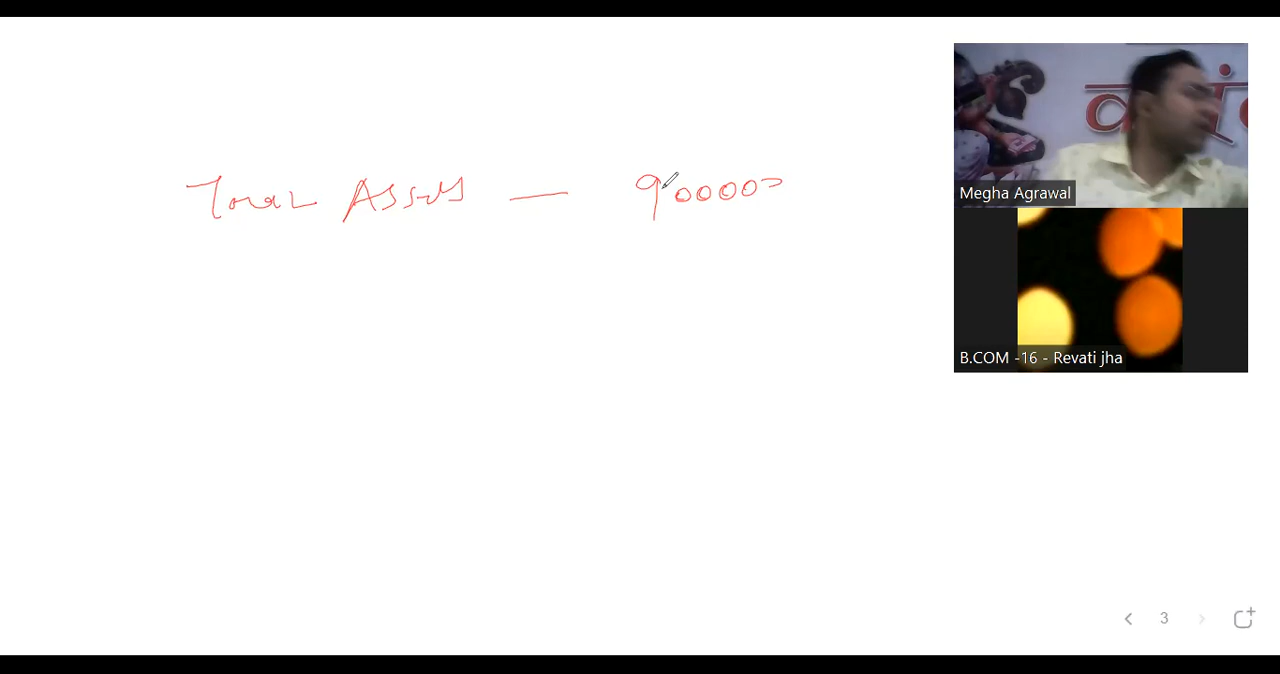 Total Assets — 900000
Megha Agrawal
B.COM -16 - Revati jha
3